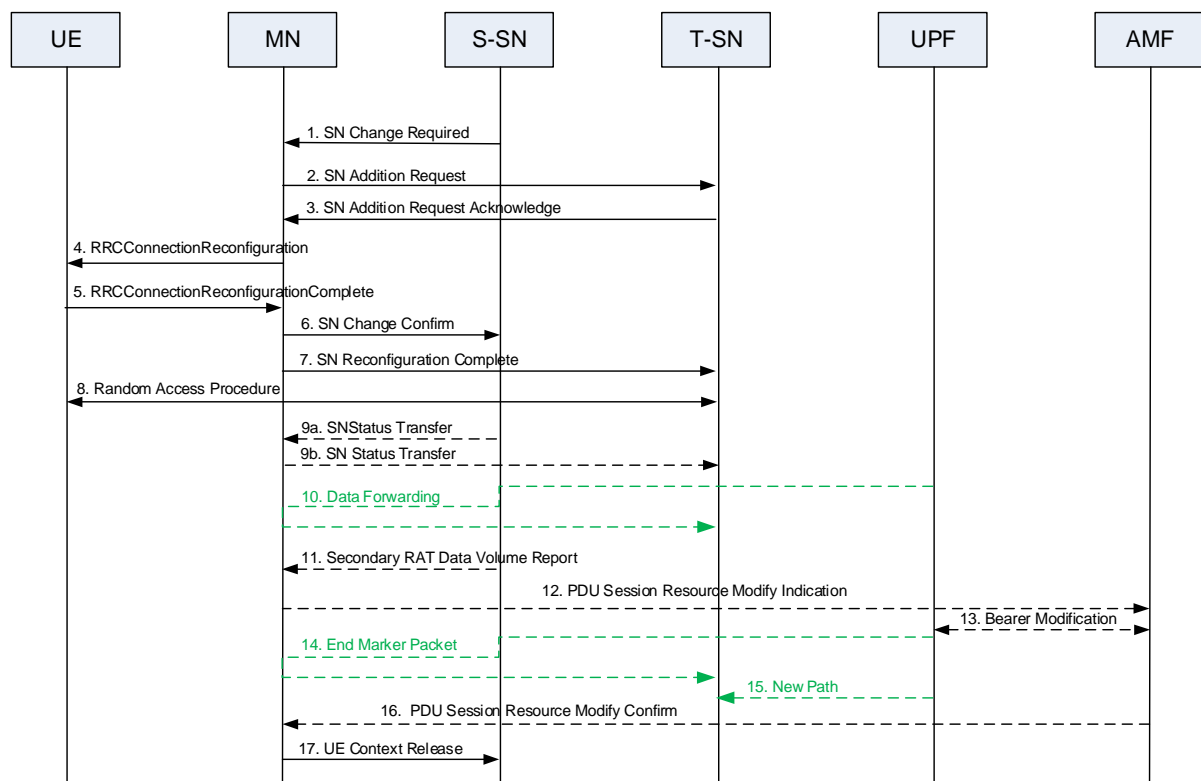 UE
MN
S-SN
T-SN
UPF
AMF
1. SN Change Required
2. SN Addition Request
3. SN Addition Request Acknowledge
4. RRCConnectionReconfiguration
5. RRCConnectionReconfigurationComplete
6. SN Change Confirm
7. SN Reconfiguration Complete
8. Random Access Procedure
9a. SNStatus Transfer
9b. SN Status Transfer
10. Data Forwarding
11. Secondary RAT Data Volume Report
12. PDU Session Resource Modify Indication
13. Bearer Modification
14. End Marker Packet
15. New Path
16. PDU Session Resource Modify Confirm
17. UE Context Release